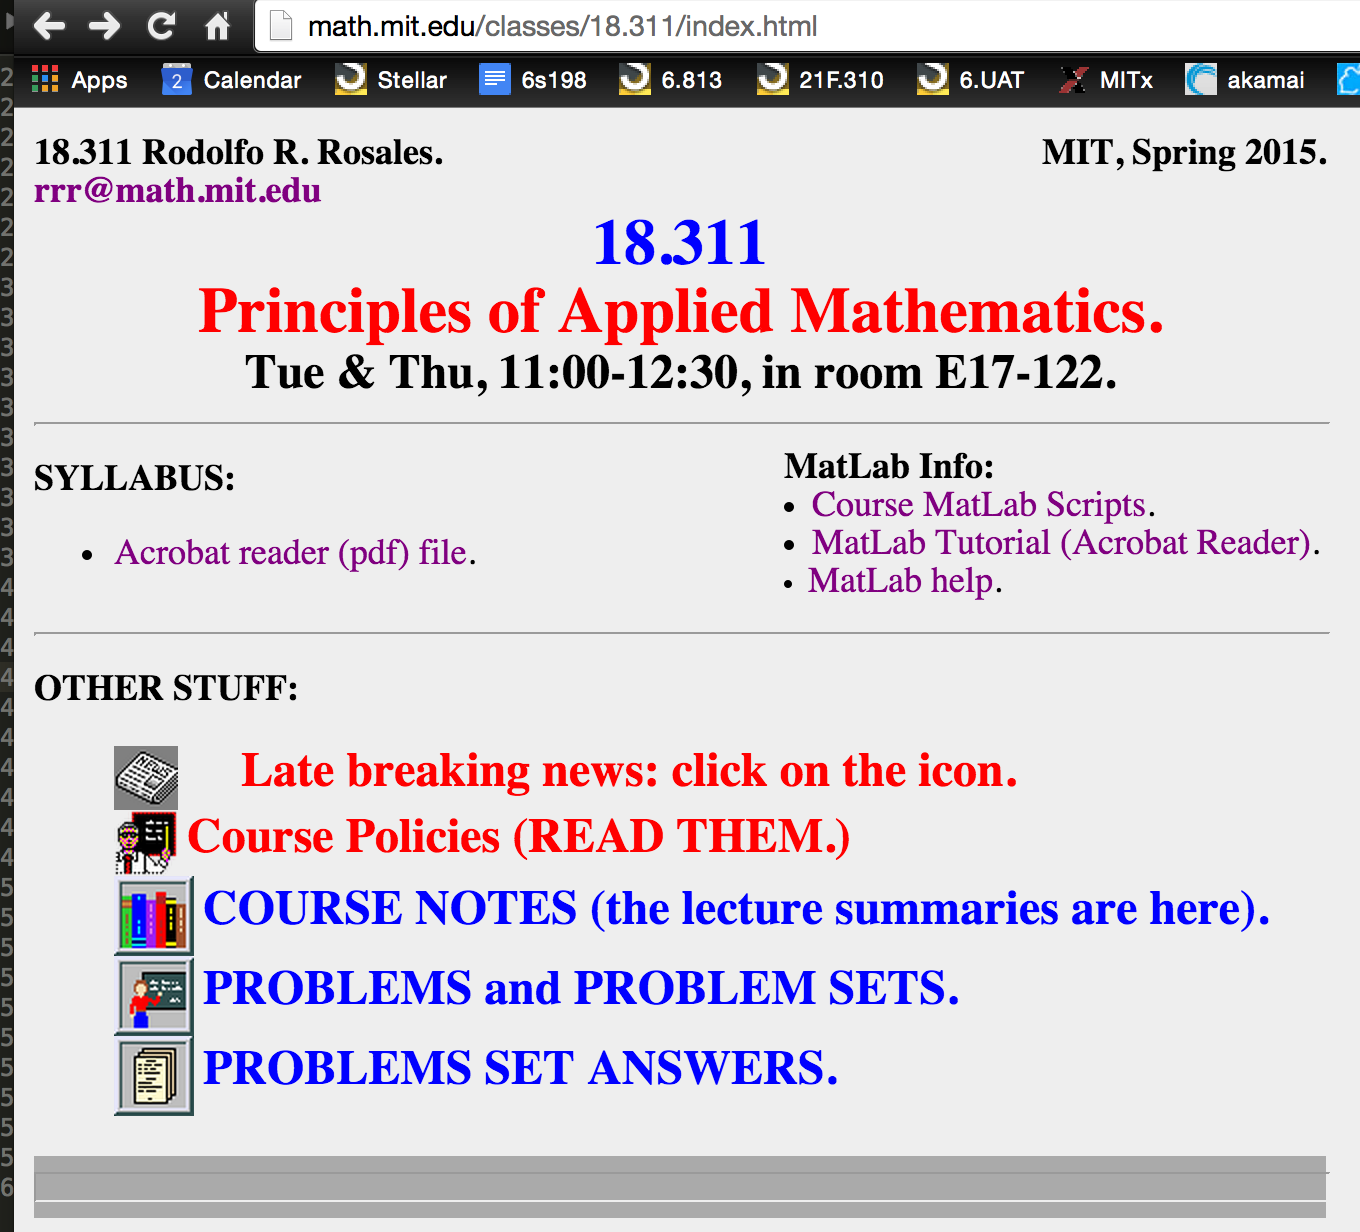 math.mit.edu/classes/18.311/index.html
Apps 2 Calendar Stellar 6s198 6.813 21F.310 6.UAT MITx akamai
18.311 Rodolfo R. Rosales. MIT, Spring 2015.
rrr@math.mit.edu
18.311
Principles of Applied Mathematics.
Tue & Thu, 11:00-12:30, in room E17-122.
SYLLABUS:
• Acrobat reader (pdf) file.
MatLab Info:
• Course MatLab Scripts.
• MatLab Tutorial (Acrobat Reader).
• MatLab help.
OTHER STUFF:
NEWS
Late breaking news: click on the icon.
Course Policies (READ THEM.)
COURSE NOTES (the lecture summaries are here).
PROBLEMS and PROBLEM SETS.
PROBLEMS SET ANSWERS.